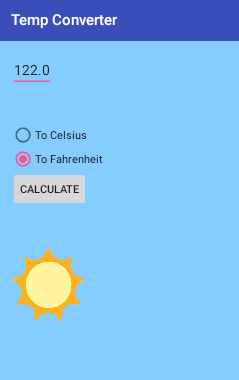 Temp Converter
122.0
To Celsius
To Fahrenheit
CALCULATE